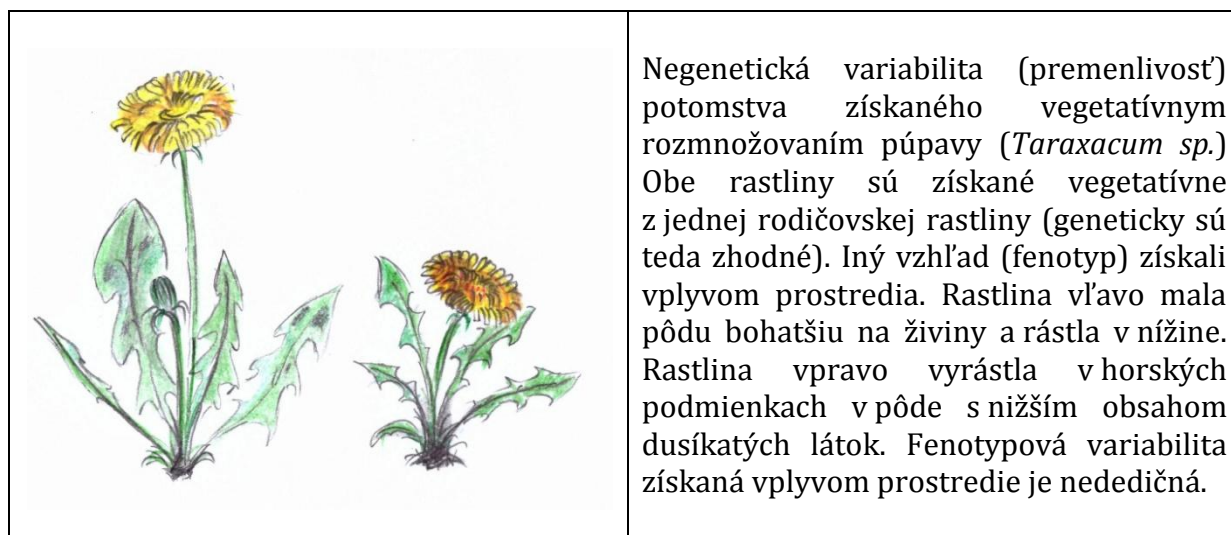 Negenetická variabilita (premenlivosť)
potomstva získaného vegetatívnym
rozmnožovaním púpavy (Taraxacum sp.)
Obe rastliny sú získané vegetatívne
z jednej rodičovskej rastliny (geneticky sú
teda zhodné). Iný vzhľad (fenotyp) získali
vplyvom prostredia. Rastlina vľavo mala
pôdu bohatšiu na živiny a rástla v nížine.
Rastlina vpravo vyrástla v horských
podmienkach v pôde s nižším obsahom
dusíkatých látok. Fenotypová variabilita
získaná vplyvom prostredie je nededičná.